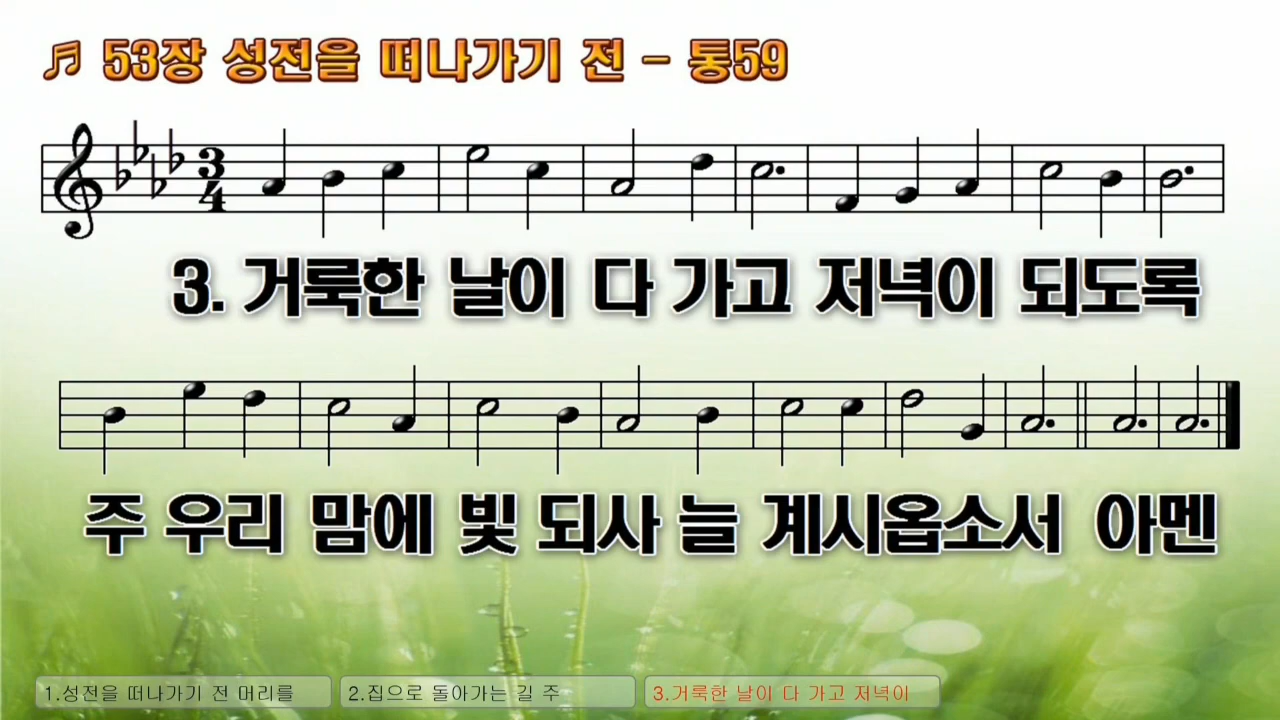 ♬ 53장 성전을 떠나가기 전 - 통59
3. 거룩한 날이 다 가고 저녁이 되도록
주 우리 맘에 빛 되사 늘 계시옵소서 아멘
1.성전을 떠나가기 전 머리를
2.집으로 돌아가는 길 주
3.거룩한 날이 다 가고 저녁이